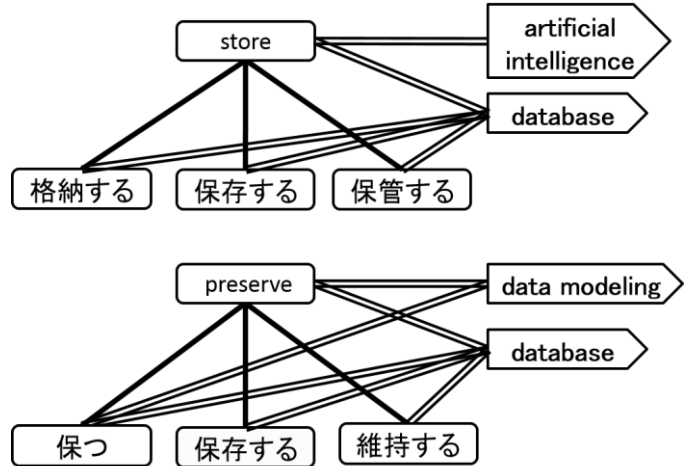 store
artificial
intelligence
database
格納する
保存する
保管する
preserve
data modeling
database
保つ
保存する
維持する